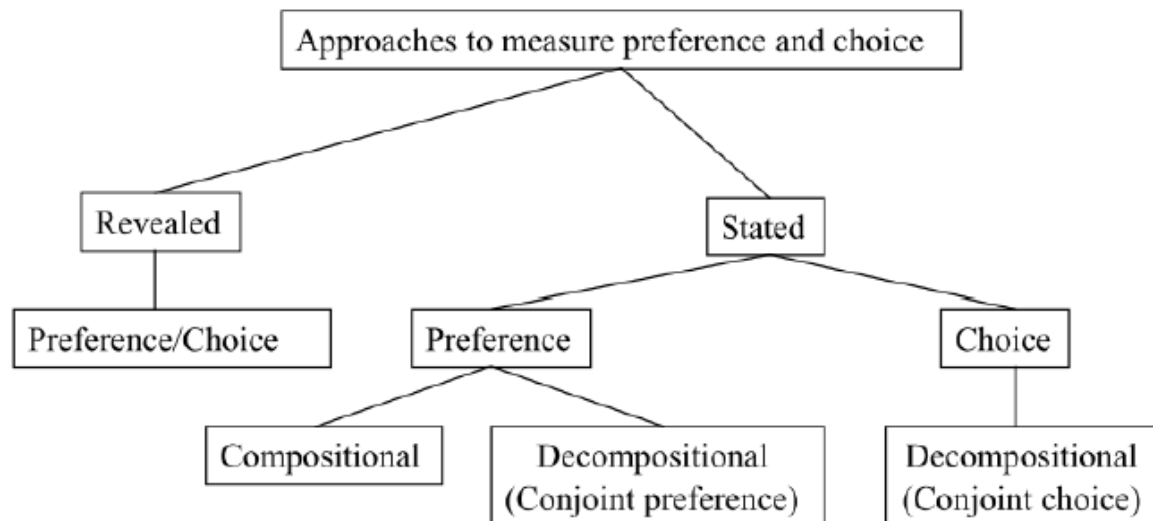 Approaches to measure preference and choice
Revealed
Stated
Preference/Choice
Preference
Choice
Compositional
Decompositional
(Conjoint preference)
Decompositional
(Conjoint choice)